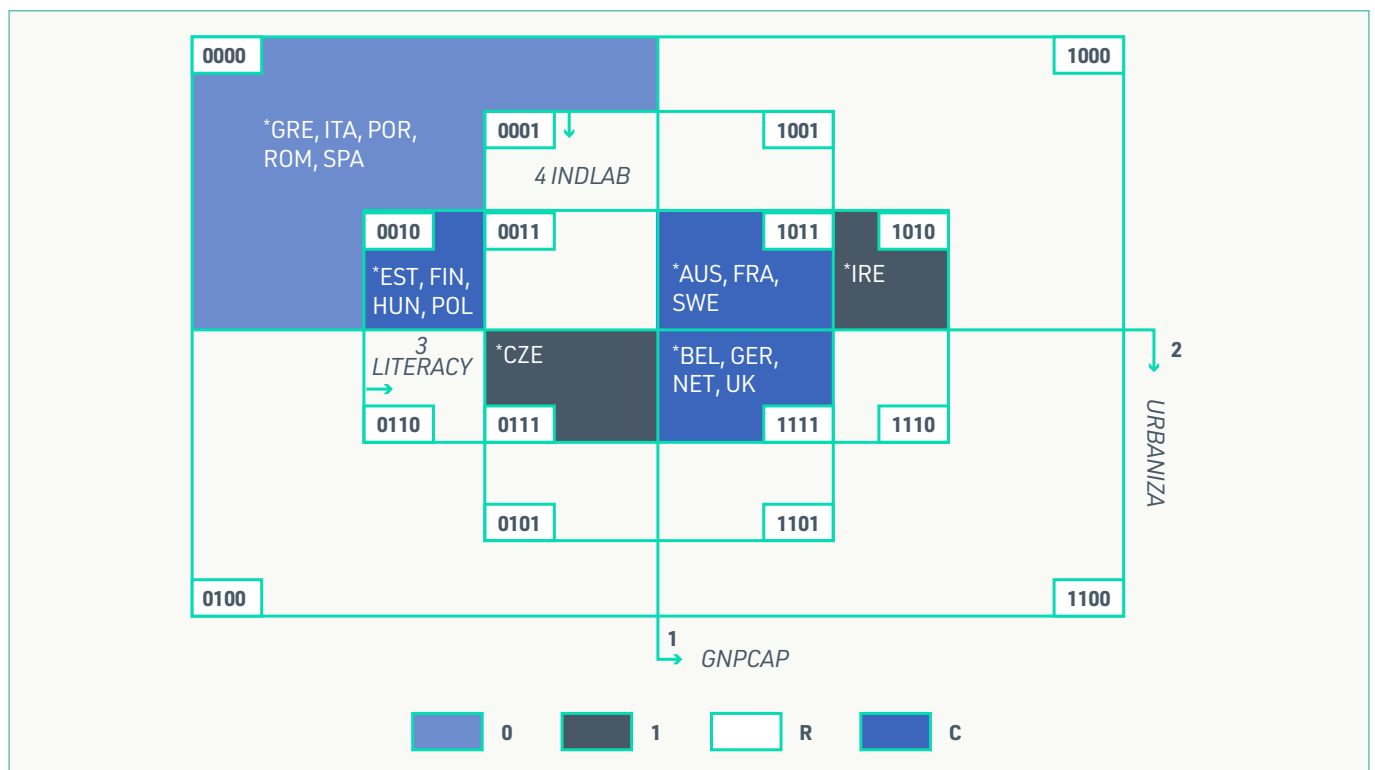 0000
1000
*GRE, ITA, POR,
ROM, SPA
0001
1001
4 INDLAB
0010
0011
1011
1010
*EST, FIN,
HUN, POL
*AUS, FRA,
SWE
*IRE
3
LITERACY
*CZE
*BEL, GER,
NET, UK
2
URBANIZA
0110
0111
1111
1110
0101
1101
0100
1100
1
GNPCAP
0
1
R
C